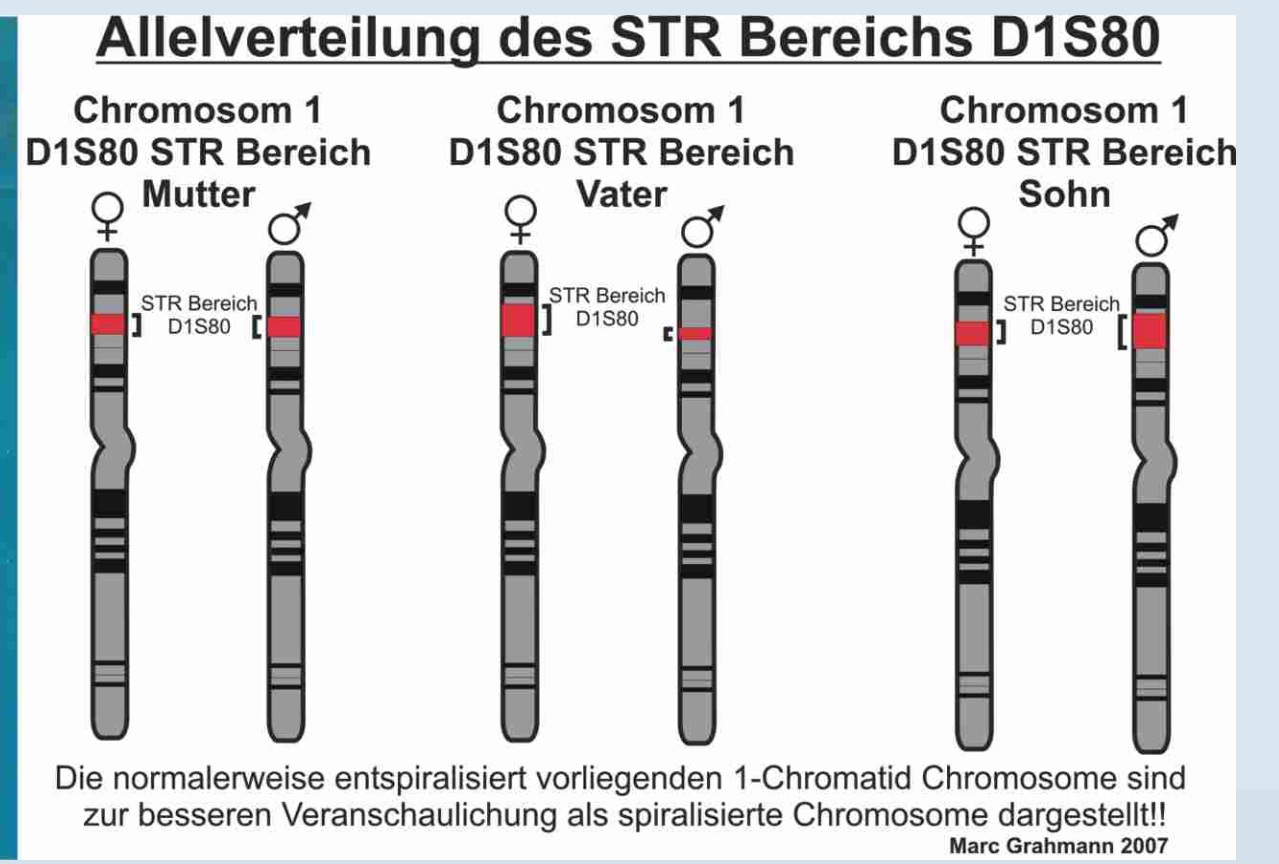 Allelverteilung des STR Bereichs D1S80
Chromosom 1
D1S80 STR Bereich
Mutter
STR Bereich
D1S80
Chromosom 1
D1S80 STR Bereich
Vater
STR Bereich
D1S80
Chromosom 1
D1S80 STR Bereich
Sohn
STR Bereich
D1S80
Die normalerweise entspiralisiert vorliegenden 1-Chromatid Chromosome sind
zur besseren Veranschaulichung als spiralisierte Chromosome dargestellt!!
Marc Grahmann 2007